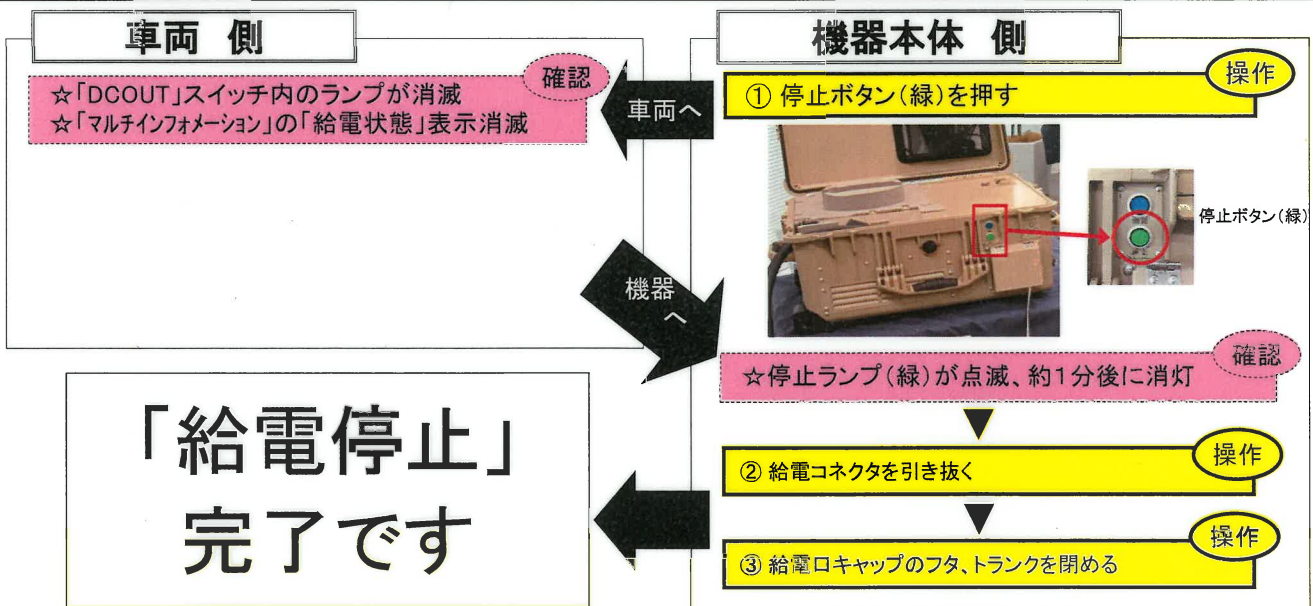 車両 側
確認
☆「DCOUT」スイッチ内のランプが消滅
☆「マルチインフォメーション」の「給電状態」表示消滅
車両へ
機器本体 側
操作
① 停止ボタン(緑)を押す
停止ボタン(緑)
機器
へ
確認
☆停止ランプ(緑)が点滅、約1分後に消灯
操作
② 給電コネクタを引き抜く
操作
③ 給電口キャップのフタ、トランクを閉める
「給電停止」
完了です